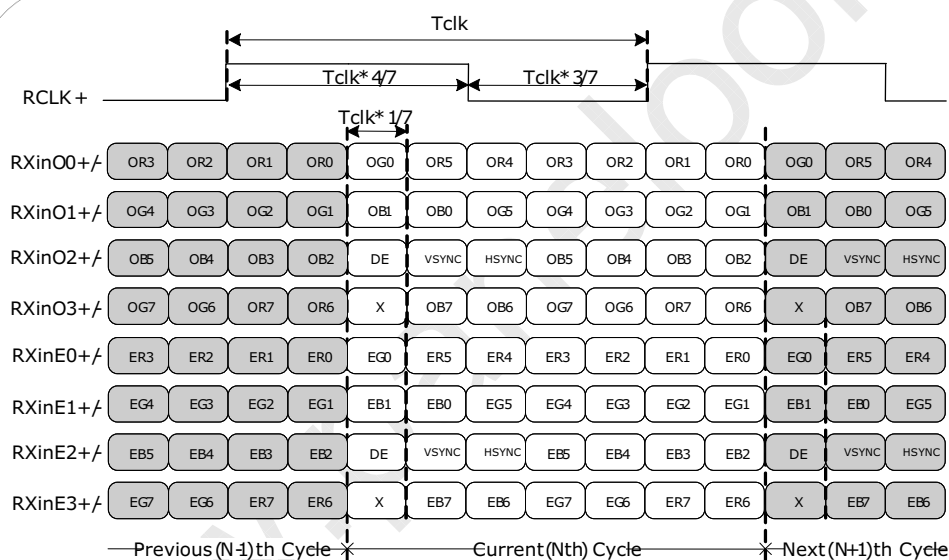 Tclk
Tclk*4/7 Tclk*3/7
RCLK+
Tclk*1/7
RXinO0+/- OR3 OR2 OR1 OR0 OG0 OR5 OR4 OR3 OR2 OR1 OR0 OG0 OR5 OR4
RXinO1+/- OG4 OG3 OG2 OG1 OB1 OB0 OG5 OG4 OG3 OG2 OG1 OB1 OB0 OG5
RXinO2+/- OB5 OB4 OB3 OB2 DE VSYNC HSYNC OB5 OB4 OB3 OB2 DE VSYNC HSYNC
RXinO3+/- OG7 OG6 OR7 OR6 X OB7 OB6 OG7 OG6 OR7 OR6 X OB7 OB6
RXinE0+/- ER3 ER2 ER1 ER0 EG0 ER5 ER4 ER3 ER2 ER1 ER0 EG0 ER5 ER4
RXinE1+/- EG4 EG3 EG2 EG1 EB1 EB0 EG5 EG4 EG3 EG2 EG1 EB1 EB0 EG5
RXinE2+/- EB5 EB4 EB3 EB2 DE VSYNC HSYNC EB5 EB4 EB3 EB2 DE VSYNC HSYNC
RXinE3+/- EG7 EG6 ER7 ER6 X EB7 EB6 EG7 EG6 ER7 ER6 X EB7 EB6
Previous(N-1)th Cycle Current(Nth) Cycle Next(N+1)th Cycle